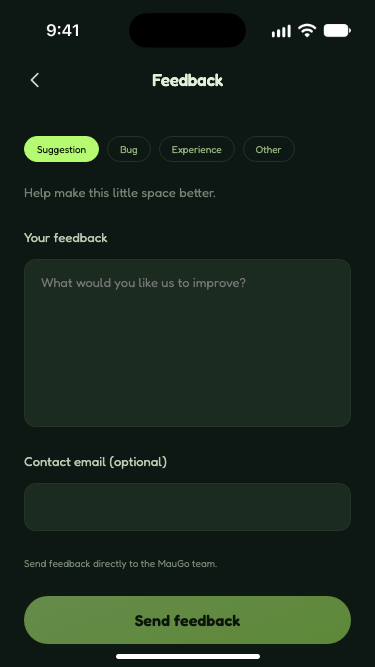 9:41
Feedback
Suggestion Bug Experience Other
Help make this little space better.
Your feedback
What would you like us to improve?
Contact email (optional)
Send feedback directly to the MauGo team.
Send feedback